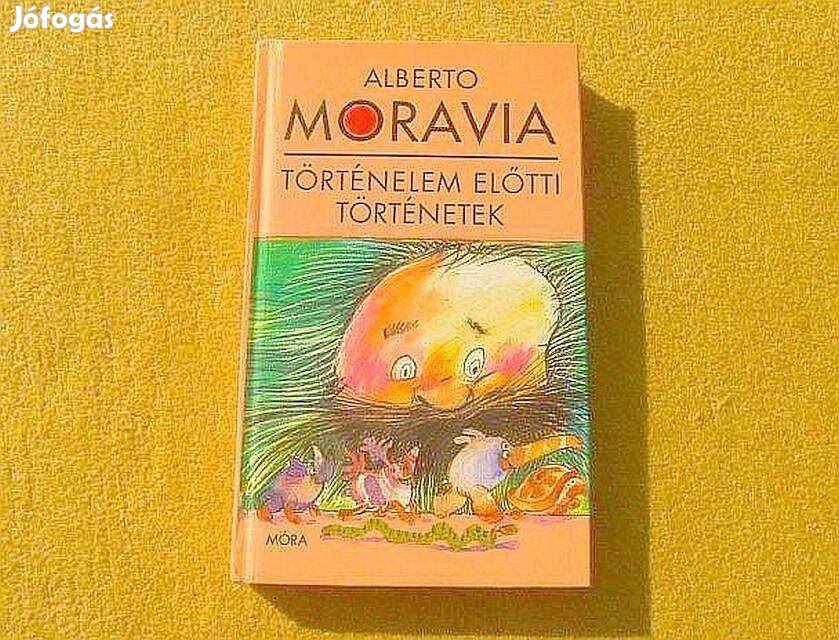 Jófogás
ALBERTO
MORAVIA
TÖRTÉNELEM ELŐTTI
TÖRTÉNETEK
MÓRA